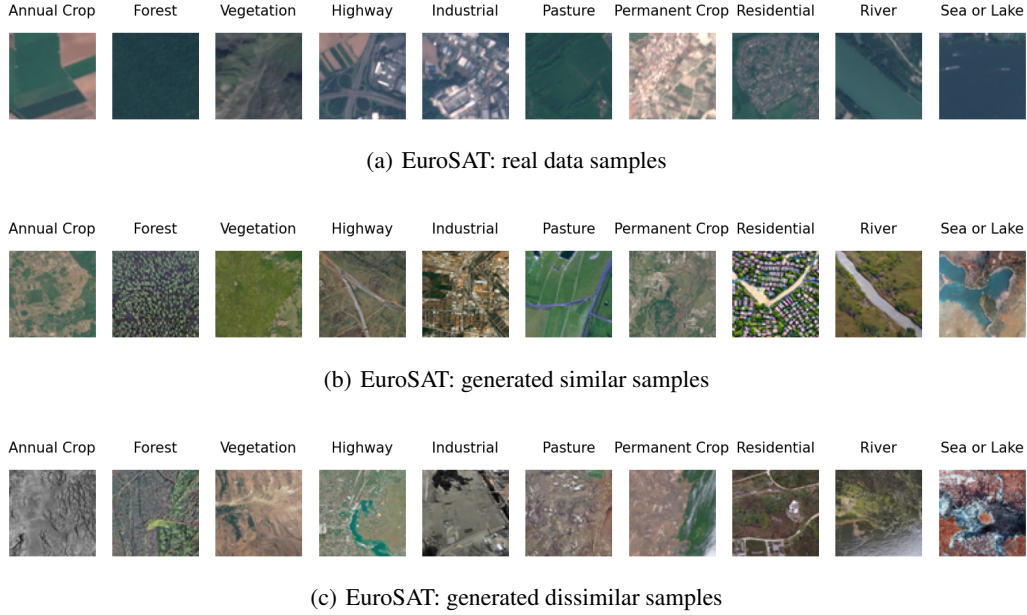 Annual Crop Forest Vegetation Highway Industrial Pasture Permanent Crop Residential River Sea or Lake
(a) EuroSAT: real data samples
Annual Crop Forest Vegetation Highway Industrial Pasture Permanent Crop Residential River Sea or Lake
(b) EuroSAT: generated similar samples
Annual Crop Forest Vegetation Highway Industrial Pasture Permanent Crop Residential River Sea or Lake
(c) EuroSAT: generated dissimilar samples